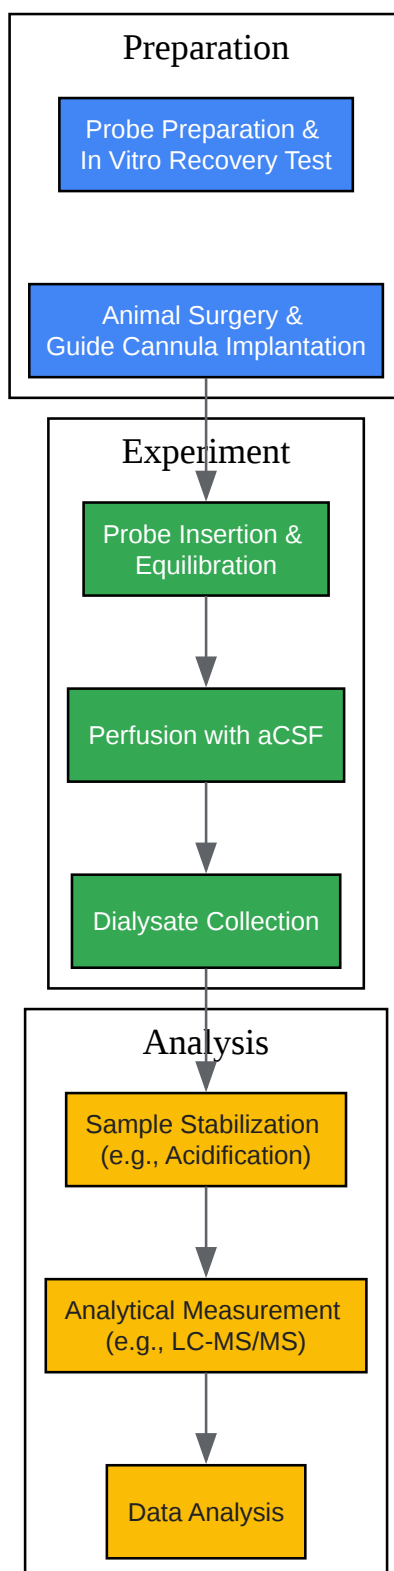 Preparation
Probe Preparation &
In Vitro Recovery Test
Animal Surgery &
Guide Cannula Implantation
Experiment
Probe Insertion &
Equilibration
Perfusion with aCSF
Dialysate Collection
Analysis
Sample Stabilization
(e.g., Acidification)
Analytical Measurement
(e.g., LC-MS/MS)
Data Analysis